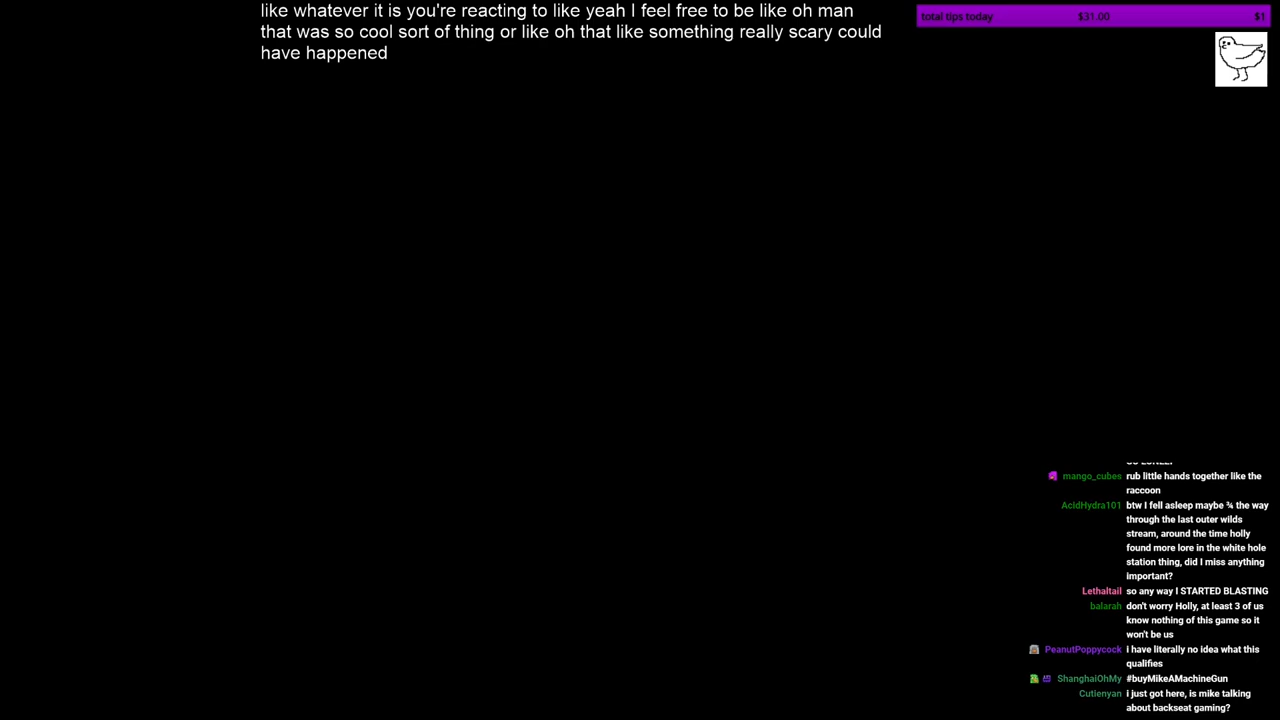 like whatever it is you're reacting to like yeah I feel free to be like oh man
that was so cool sort of thing or like oh that like something really scary could
have happened
total tips today $31.00 $1
mango_cubes rub little hands together like the
raccoon
AcidHydra101 btw I fell asleep maybe ¾ the way
through the last outer wilds
stream, around the time holly
found more lore in the white hole
station thing, did I miss anything
important?
Lethaltail so any way I STARTED BLASTING
balarah don't worry Holly, at least 3 of us
know nothing of this game so it
won't be us
PeanutPoppycock i have literally no idea what this
qualifies
ShanghaiOhMy #buyMikeAMachineGun
Cutienyan i just got here, is mike talking
about backseat gaming?